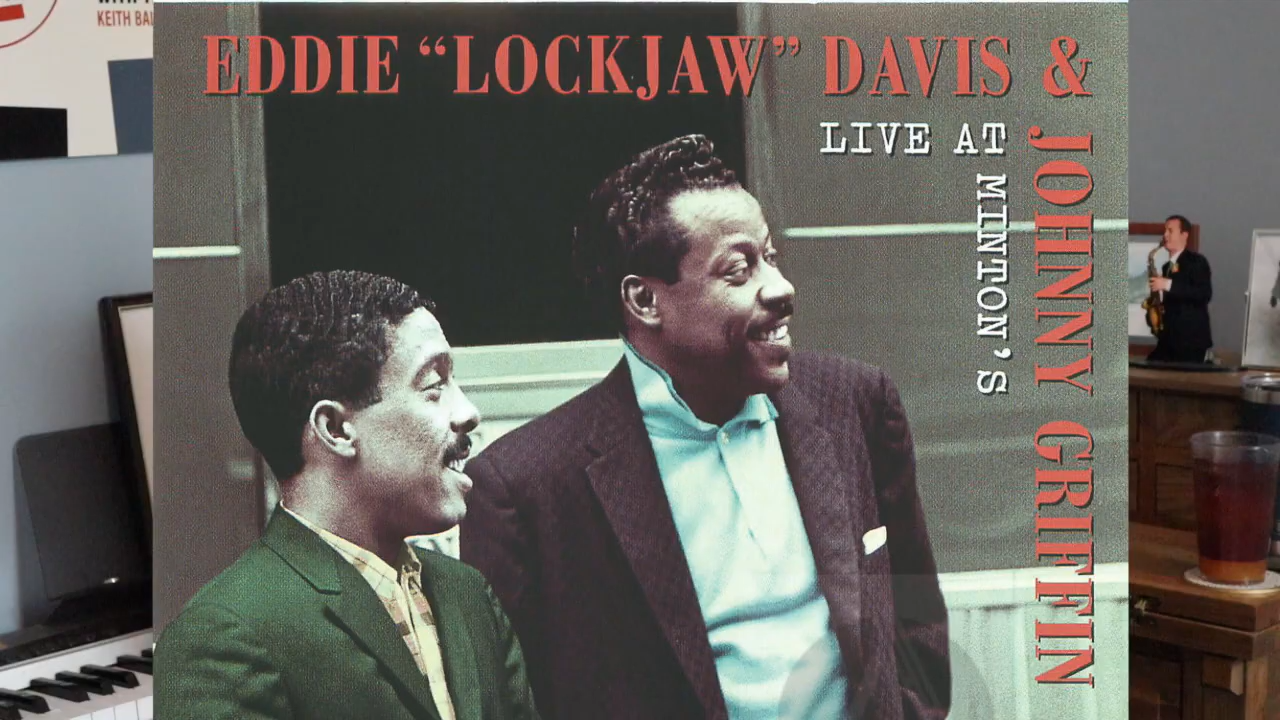 KEITH BA
EDDIE “LOCKJAW” DAVIS &
JOHNNY GRIFFIN
LIVE AT
MINTON’S